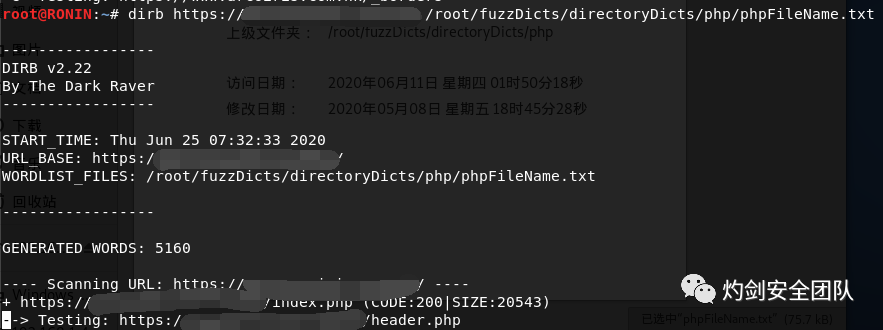 root@RONIN:~# dirb https:// /root/fuzzDicts/directoryDicts/php/phpFileName.txt
上级文件夹： /root/fuzzDicts/directoryDicts/php
-----------------
DIRB v2.22
By The Dark Raver
-----------------
访问日期： 2020年06月11日 星期四 01时50分18秒
修改日期： 2020年05月08日 星期五 18时45分28秒
下载
START_TIME: Thu Jun 25 07:32:33 2020
URL_BASE: https:/ /
WORDLIST_FILES: /root/fuzzDicts/directoryDicts/php/phpFileName.txt
回收站
-----------------
GENERATED WORDS: 5160
---- Scanning URL: https:/ / ----
+ https:/ /index.php (CODE:200|SIZE:20543)
--> Testing: https:/ /header.php
灼剑安全团队
已选中"phpFileName.txt" (75.7 kB)